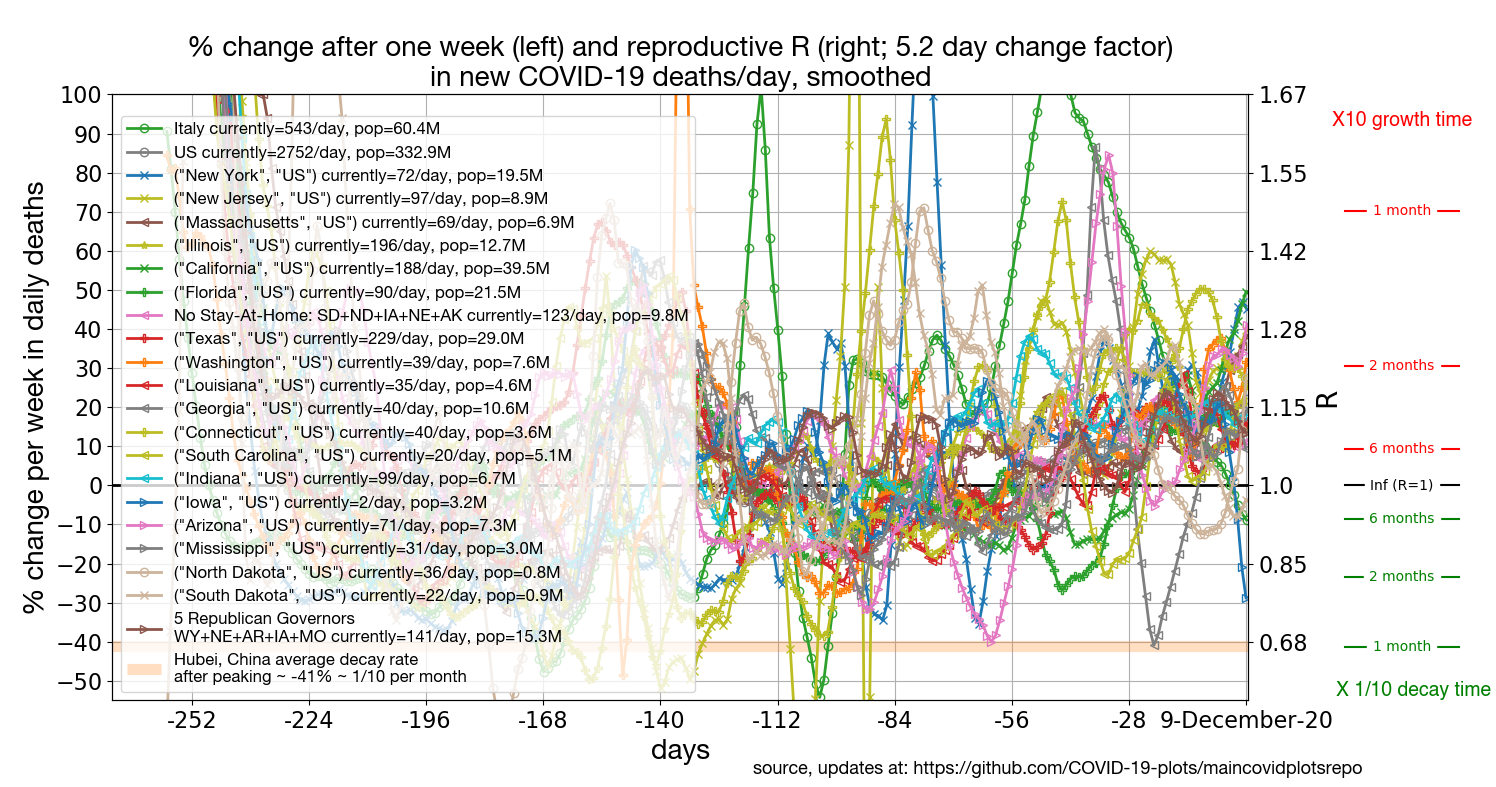 % change after one week (left) and reproductive R (right; 5.2 day change factor)
in new COVID-19 deaths/day, smoothed
% change per week in daily deaths
100
90
80
70
60
50
40
30
20
10
0
−10
−20
−30
−40
−50
Italy currently=543/day, pop=60.4M
US currently=2752/day, pop=332.9M
("New York", "US") currently=72/day, pop=19.5M
("New Jersey", "US") currently=97/day, pop=8.9M
("Massachusetts", "US") currently=69/day, pop=6.9M
("Illinois", "US") currently=196/day, pop=12.7M
("California", "US") currently=188/day, pop=39.5M
("Florida", "US") currently=90/day, pop=21.5M
No Stay-At-Home: SD+ND+IA+NE+AK currently=123/day, pop=9.8M
("Texas", "US") currently=229/day, pop=29.0M
("Washington", "US") currently=39/day, pop=7.6M
("Louisiana", "US") currently=35/day, pop=4.6M
("Georgia", "US") currently=40/day, pop=10.6M
("Connecticut", "US") currently=40/day, pop=3.6M
("South Carolina", "US") currently=20/day, pop=5.1M
("Indiana", "US") currently=99/day, pop=6.7M
("Iowa", "US") currently=2/day, pop=3.2M
("Arizona", "US") currently=71/day, pop=7.3M
("Mississippi", "US") currently=31/day, pop=3.0M
("North Dakota", "US") currently=36/day, pop=0.8M
("South Dakota", "US") currently=22/day, pop=0.9M
5 Republican Governors
WY+NE+AR+IA+MO currently=141/day, pop=15.3M
Hubei, China average decay rate
after peaking ~ -41% ~ 1/10 per month
-252
-224
-196
-168
-140
-112
-84
-56
-28
9-December-20
days
1.67
1.55
1.42
1.28
1.15
1.0
0.85
0.68
R
X10 growth time
1 month
2 months
6 months
Inf (R=1)
6 months
2 months
1 month
X 1/10 decay time
source, updates at: https://github.com/COVID-19-plots/maincovidplotsrepo